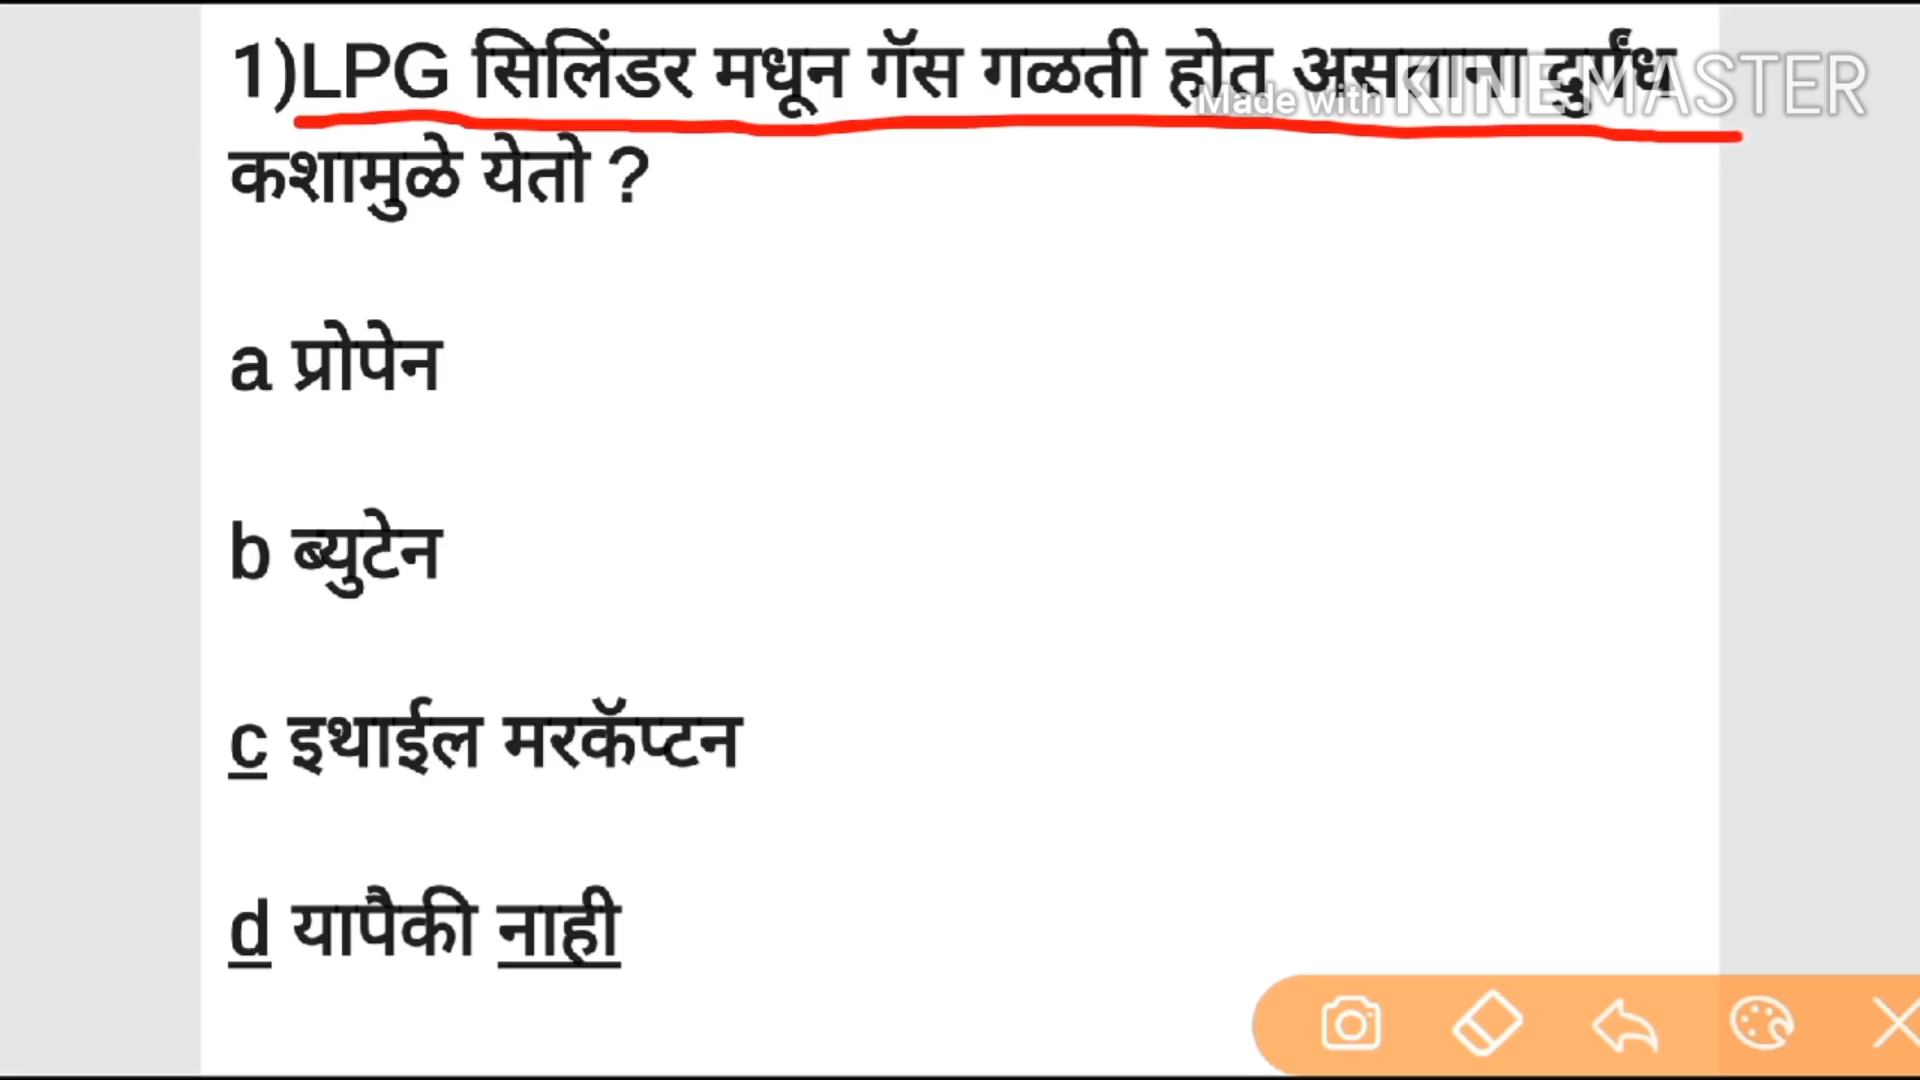 1)LPG सिलिंडर मधून गॅस गळती होत असताना दुर्गंध
Made with KINEMASTER
कशामुळे येतो ?
a प्रोपेन
b ब्युटेन
c इथाईल मरकॅप्टन
d यापैकी नाही